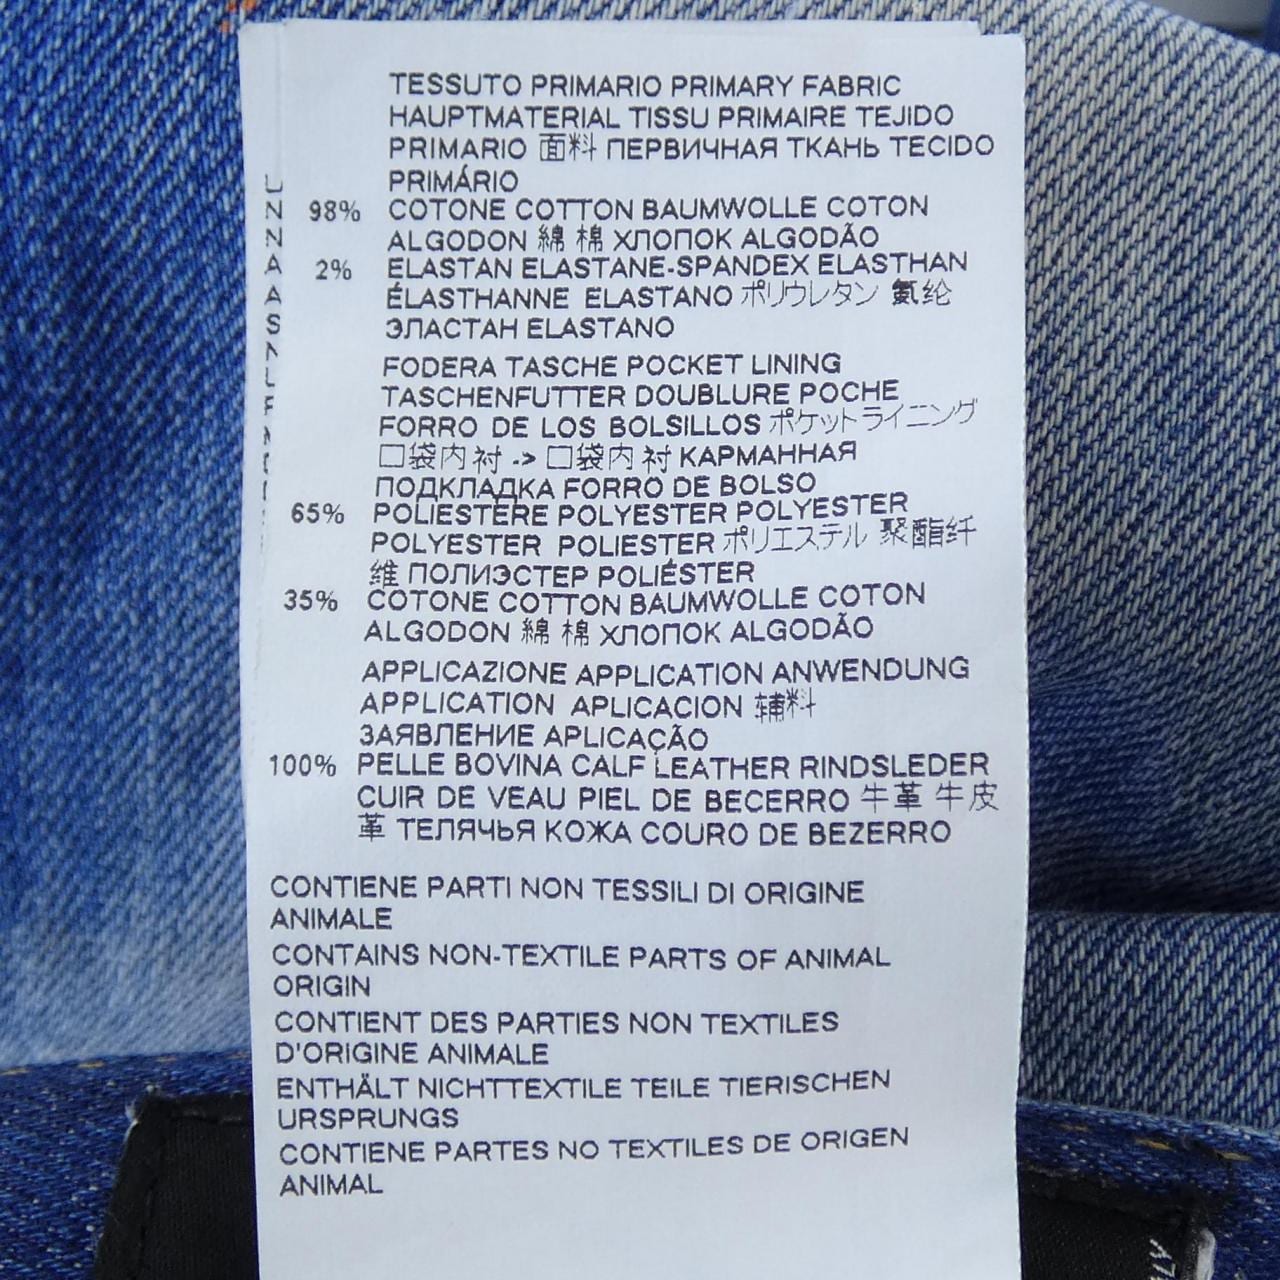 TESSUTO PRIMARIO PRIMARY FABRIC
HAUPTMATERIAL TISSU PRIMAIRE TEJIDO
PRIMARIO 面料 ПЕРВИЧНАЯ ТКАНЬ TECIDO
PRIMÁRIO
98% COTONE COTTON BAUMWOLLE COTON
ALGODON 綿 棉 ХЛОПОК ALGODÃO
2% ELASTAN ELASTANE-SPANDEX ELASTHAN
ÉLASTHANNE ELASTANO ポリウレタン 氨纶
ЭЛАСТАН ELASTANO
FODERA TASCHE POCKET LINING
TASCHENFUTTER DOUBLURE POCHE
FORRO DE LOS BOLSILLOS ポケットライニング
口袋内衬 -> 口袋内衬 КАРМАННАЯ
ПОДКЛАДКА FORRO DE BOLSO
65% POLIESTERE POLYESTER POLYESTER
POLYESTER POLIESTER ポリエステル 聚酯纤
维 ПОЛИЭСТЕР POLIÉSTER
35% COTONE COTTON BAUMWOLLE COTON
ALGODON 綿 棉 ХЛОПОК ALGODÃO
APPLICAZIONE APPLICATION ANWENDUNG
APPLICATION APLICACION 辅料
ЗАЯВЛЕНИЕ APLICAÇÃO
100% PELLE BOVINA CALF LEATHER RINDSLEDER
CUIR DE VEAU PIEL DE BECERRO 牛革 牛皮
革 ТЕЛЯЧЬЯ КОЖА COURO DE BEZERRO
CONTIENE PARTI NON TESSILI DI ORIGINE
ANIMALE
CONTAINS NON-TEXTILE PARTS OF ANIMAL
ORIGIN
CONTIENT DES PARTIES NON TEXTILES
D'ORIGINE ANIMALE
ENTHÄLT NICHTTEXTILE TEILE TIERISCHEN
URSPRUNGS
CONTIENE PARTES NO TEXTILES DE ORIGEN
ANIMAL